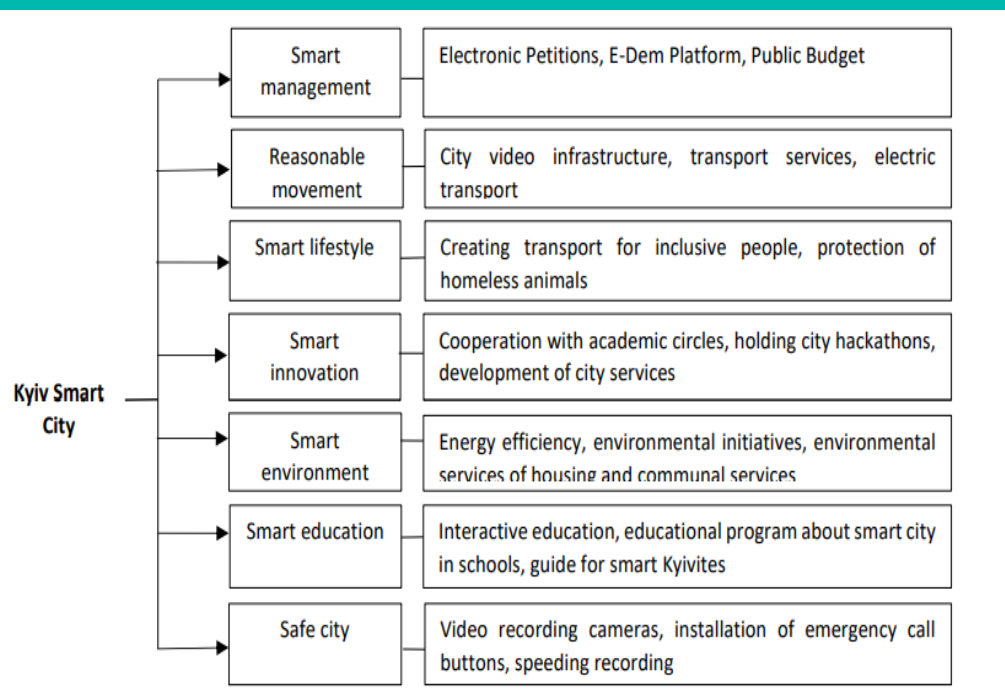 Smart
management
Electronic Petitions, E-Dem Platform, Public Budget
Reasonable
movement
City video infrastructure, transport services, electric
transport
Smart lifestyle
Creating transport for inclusive people, protection of
homeless animals
Smart
innovation
Cooperation with academic circles, holding city hackathons,
development of city services
Kyiv Smart
City
Smart
environment
Energy efficiency, environmental initiatives, environmental
services of housing and communal services
Smart education
Interactive education, educational program about smart city
in schools, guide for smart Kyivites
Safe city
Video recording cameras, installation of emergency call
buttons, speeding recording